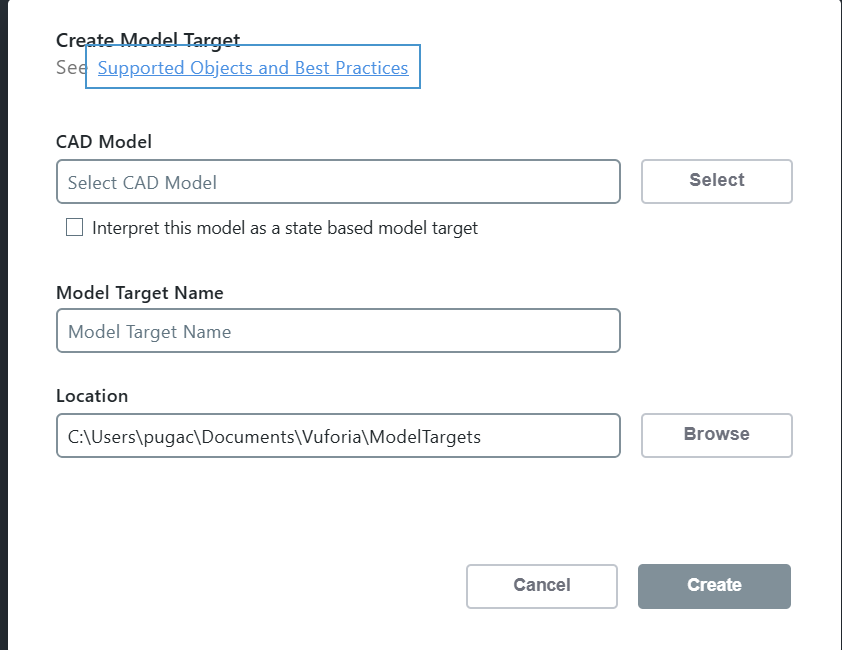 Create Model Target
See Supported Objects and Best Practices
CAD Model
Select CAD Model
Select
Interpret this model as a state based model target
Model Target Name
Model Target Name
Location
C:\Users\pugac\Documents\Vuforia\ModelTargets
Browse
Cancel
Create